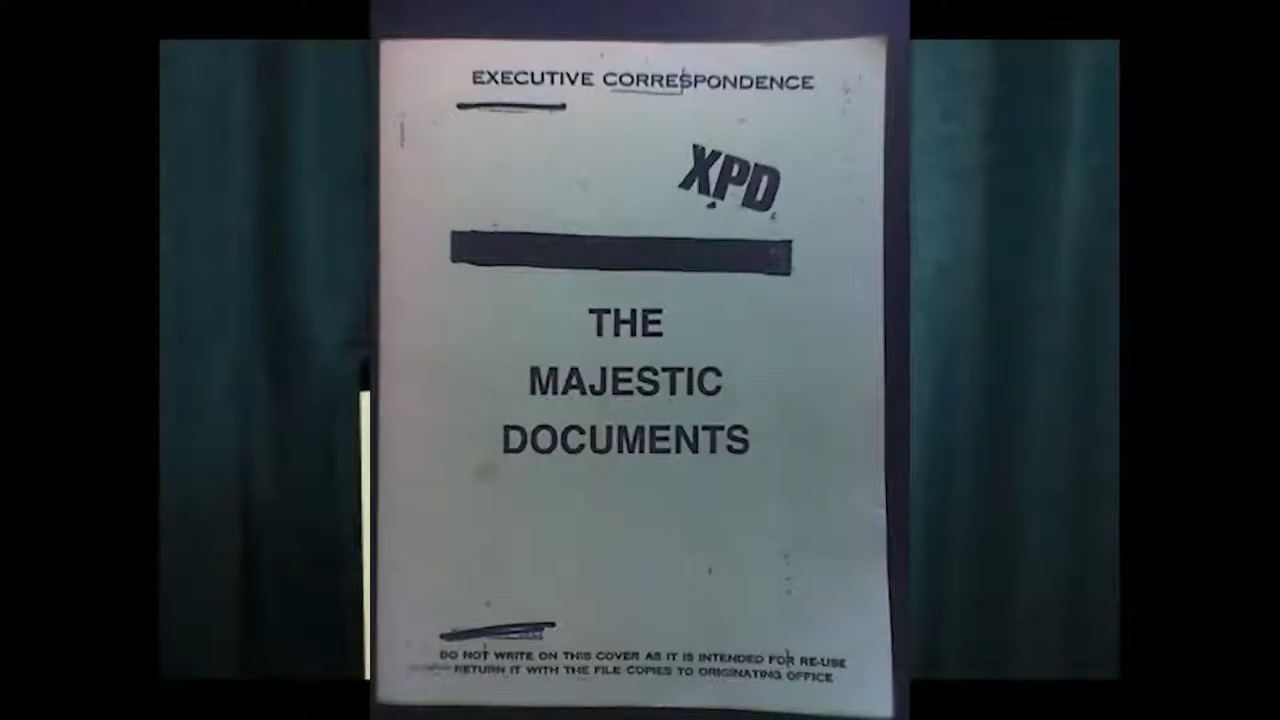 EXECUTIVE CORRESPONDENCE
XPD
THE
MAJESTIC
DOCUMENTS
DO NOT WRITE ON THIS COVER AS IT IS INTENDED FOR RE-USE
RETURN IT WITH THE FILE COPIES TO ORIGINATING OFFICE